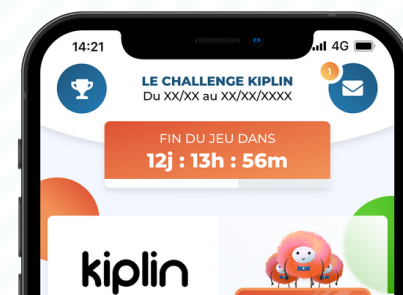 14:21
4G
LE CHALLENGE KIPLIN
1
Du XX/XX au XX/XX/XXXX
FIN DU JEU DANS
12j : 13h : 56m
kiplin